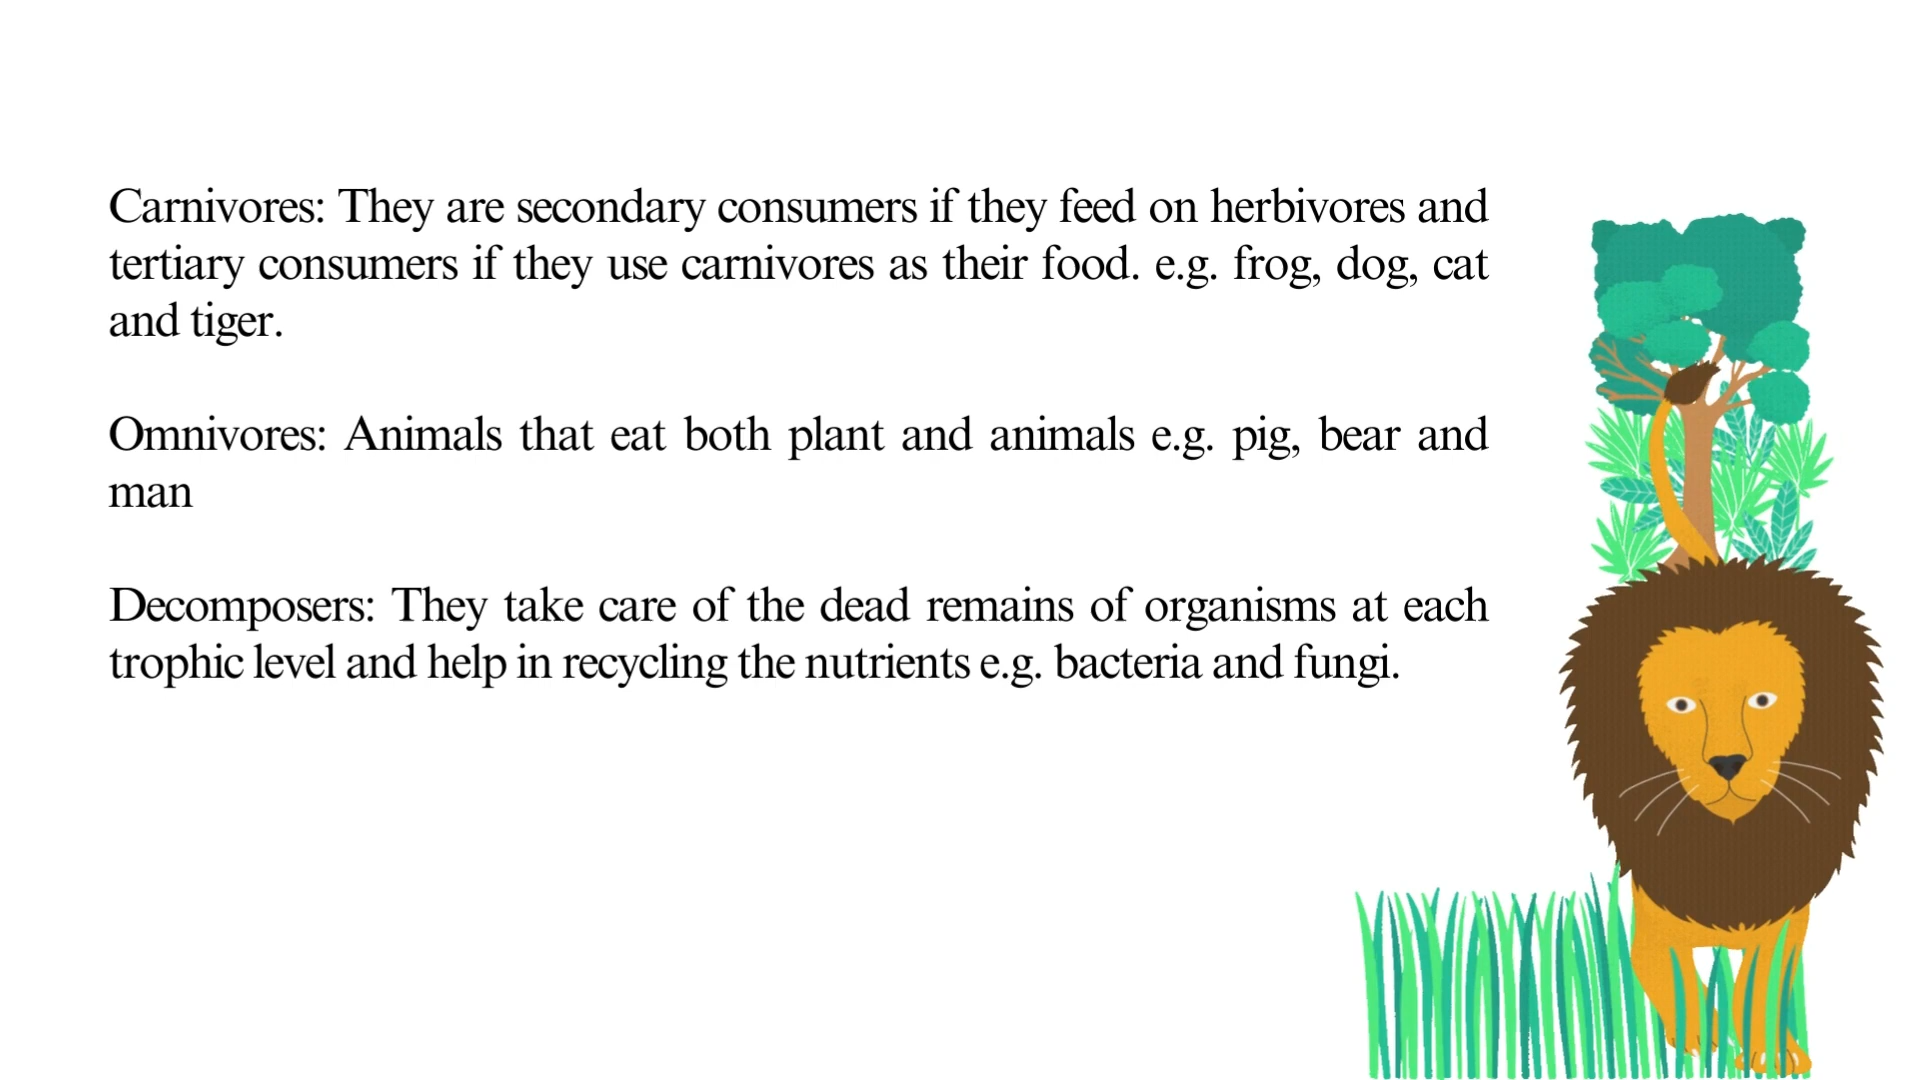 Carnivores: They are secondary consumers if they feed on herbivores and
tertiary consumers if they use carnivores as their food. e.g. frog, dog, cat
and tiger.
Omnivores: Animals that eat both plant and animals e.g. pig, bear and
man
Decomposers: They take care of the dead remains of organisms at each
trophic level and help in recycling the nutrients e.g. bacteria and fungi.